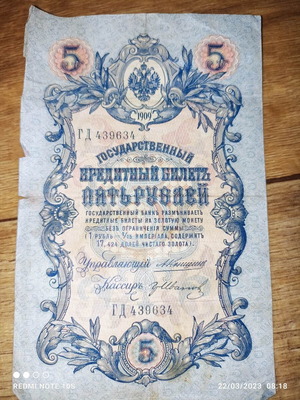 5 5
1909
ГД 439634
ГОСУДАРСТВЕННЫЙ
КРЕДИТНЫЙ БИЛЕТЪ
ПЯТЬ РУБЛЕЙ
ГОСУДАРСТВЕННЫЙ БАНКЪ РАЗМѢНИВАЕТЪ
КРЕДИТНЫЕ БИЛЕТЫ НА ЗОЛОТУЮ МОНЕТУ
БЕЗЪ ОГРАНИЧЕНІЯ СУММЫ
(1 РУБЛЬ = 1/15 ИМПЕРІАЛА, СОДЕРЖИТЪ
17,424 ДОЛЕЙ ЧИСТАГО ЗОЛОТА).
Управляющій
Кассиръ
ГД 439634
5
REDMI NOTE 10S
22/03/2023 08:18